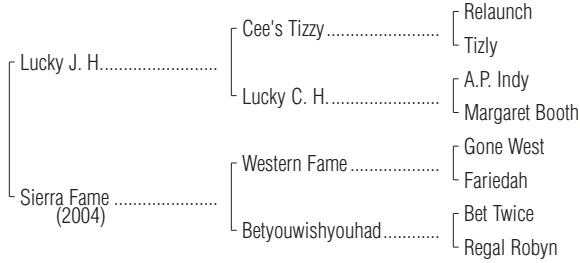 Relaunch
Cee's Tizzy
Tizly
Lucky J. H.
A.P. Indy
Lucky C. H.
Margaret Booth
Gone West
Western Fame
Fariedah
Sierra Fame
(2004)
Bet Twice
Betyouwishyouhad
Regal Robyn